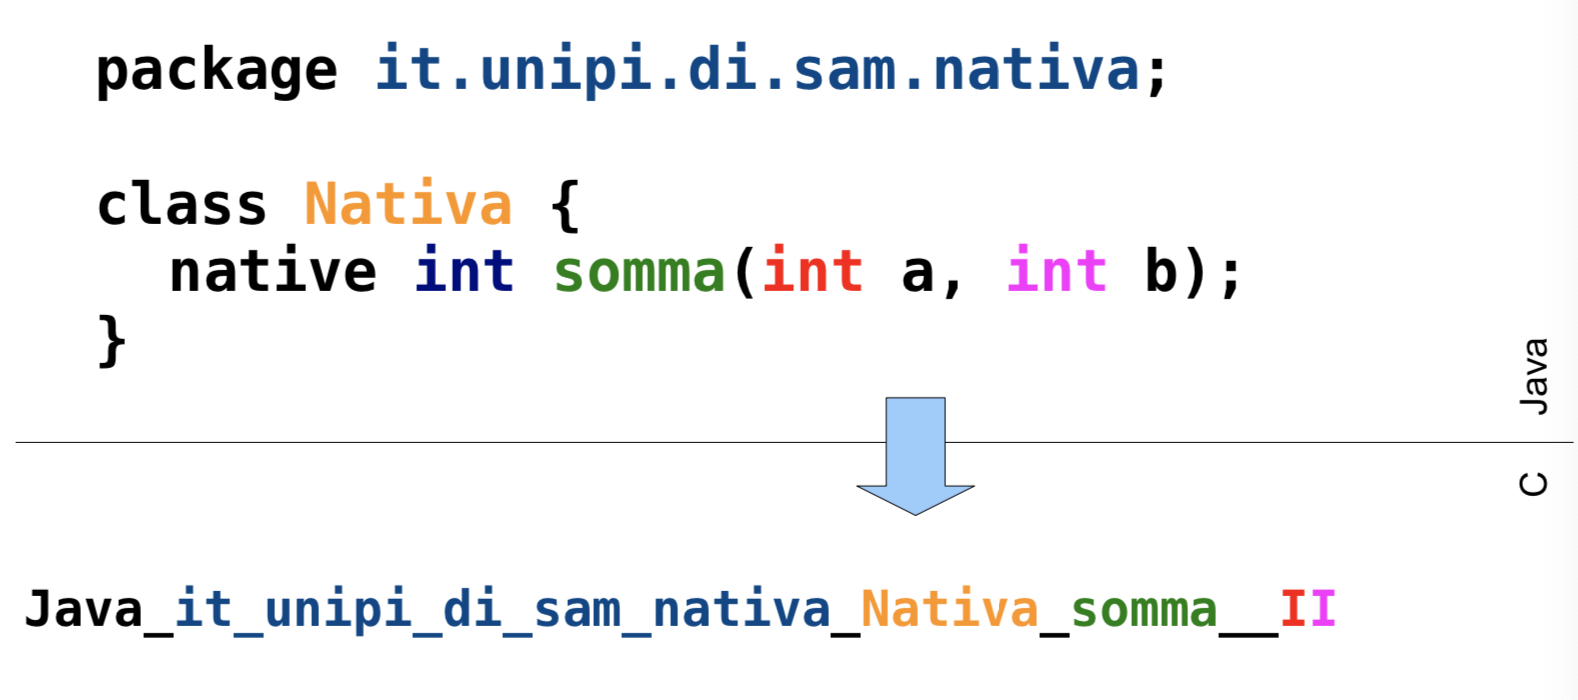 package it.unipi.di.sam.nativa;
class Nativa {
native int somma(int a, int b);
}
Java
C
Java_it_unipi_di_sam_nativa_Nativa_somma__II